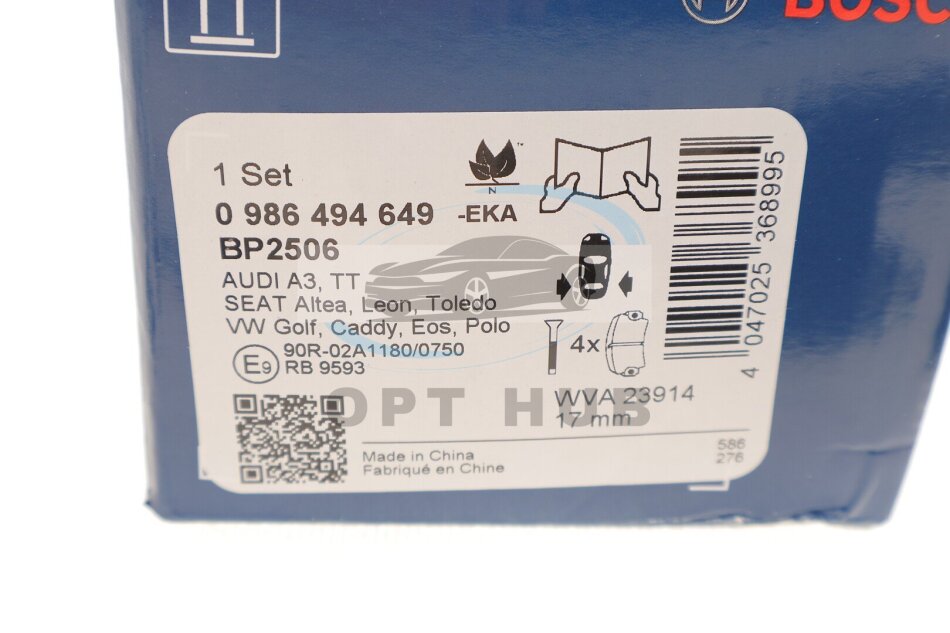 BOSC
1 Set
N
0 986 494 649 -EKA
BP2506
AUDI A3, TT
SEAT Altea, Leon, Toledo
VW Golf, Caddy, Eos, Polo
E9 90R-02A1180/0750
RB 9593
4x
4 047025 368995
WVA 23914
17 mm
OPT HUB
Made in China
Fabriqué en Chine
586
276